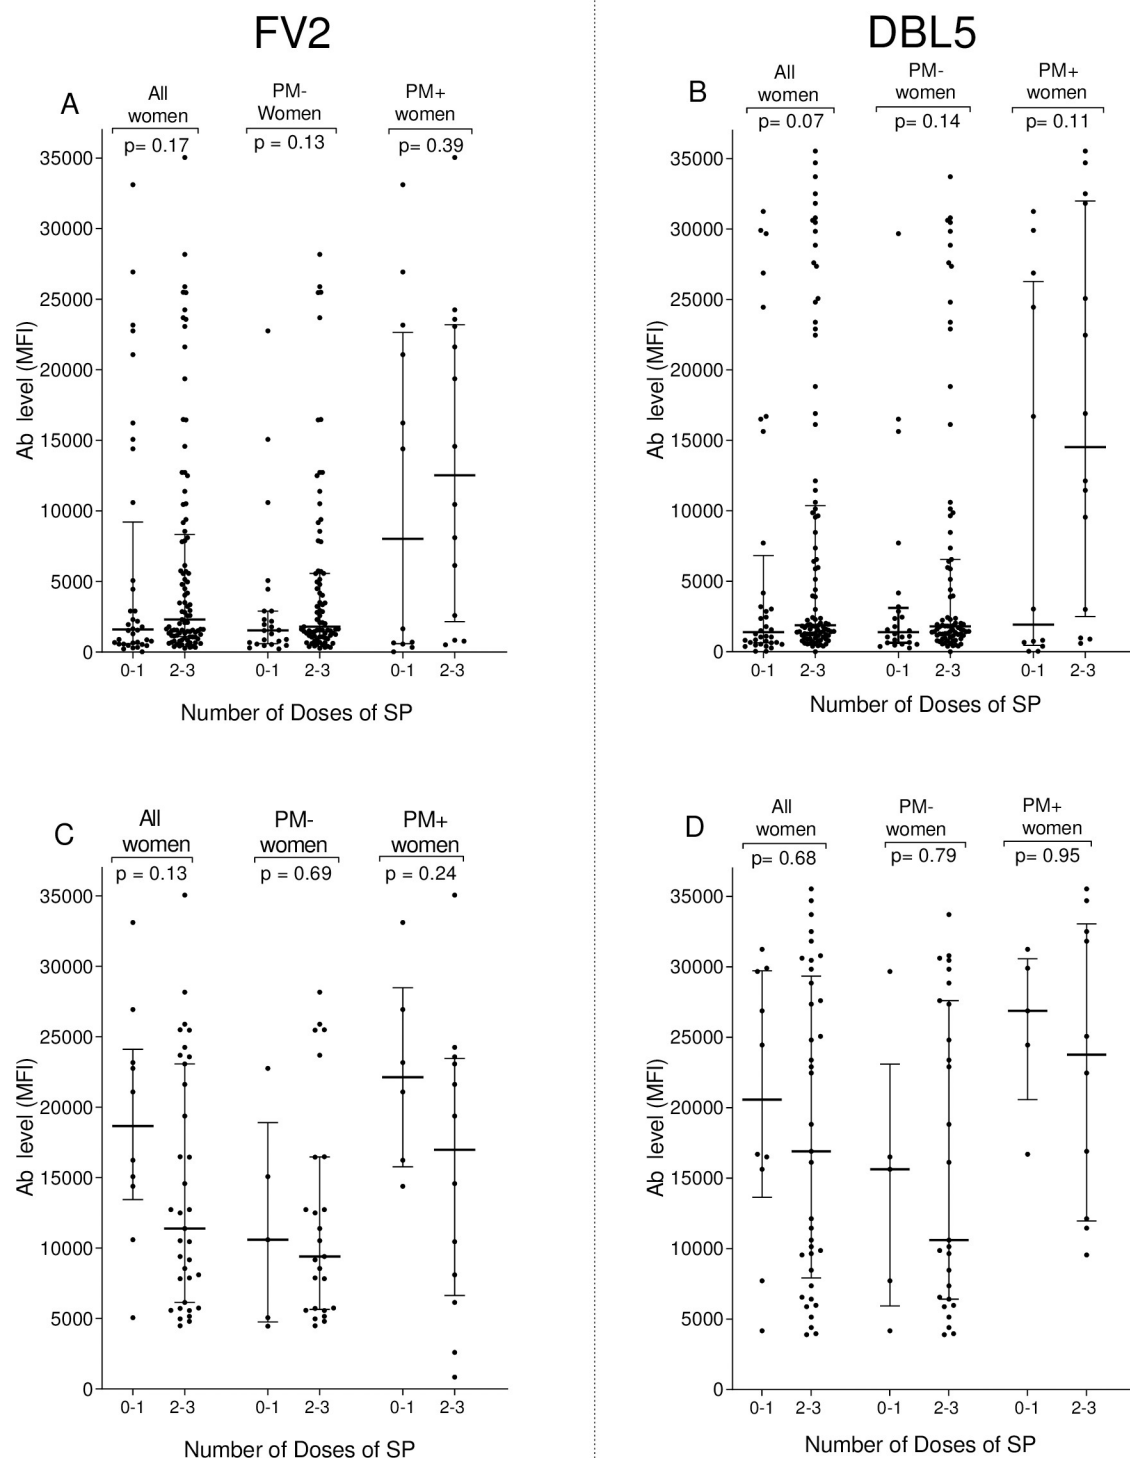 FV2
DBL5
A
All
women
PM-
Women
PM+
women
p= 0.17
p = 0.13
p= 0.39
35000
30000
25000
20000
15000
10000
5000
0
Ab level (MFI)
0-1 2-3 0-1 2-3 0-1 2-3
Number of Doses of SP
B
All
women
PM-
women
PM+
women
p= 0.07
p= 0.14
p= 0.11
35000
30000
25000
20000
15000
10000
5000
0
Ab level (MFI)
0-1 2-3 0-1 2-3 0-1 2-3
Number of Doses of SP
C
All
women
PM-
women
PM+
women
p = 0.13
p = 0.69
p = 0.24
35000
30000
25000
20000
15000
10000
5000
0
Ab level (MFI)
0-1 2-3 0-1 2-3 0-1 2-3
Number of Doses of SP
D
All
women
PM-
women
PM+
women
p= 0.68
p= 0.79
p= 0.95
35000
30000
25000
20000
15000
10000
5000
0
Ab level (MFI)
0-1 2-3 0-1 2-3 0-1 2-3
Number of Doses of SP